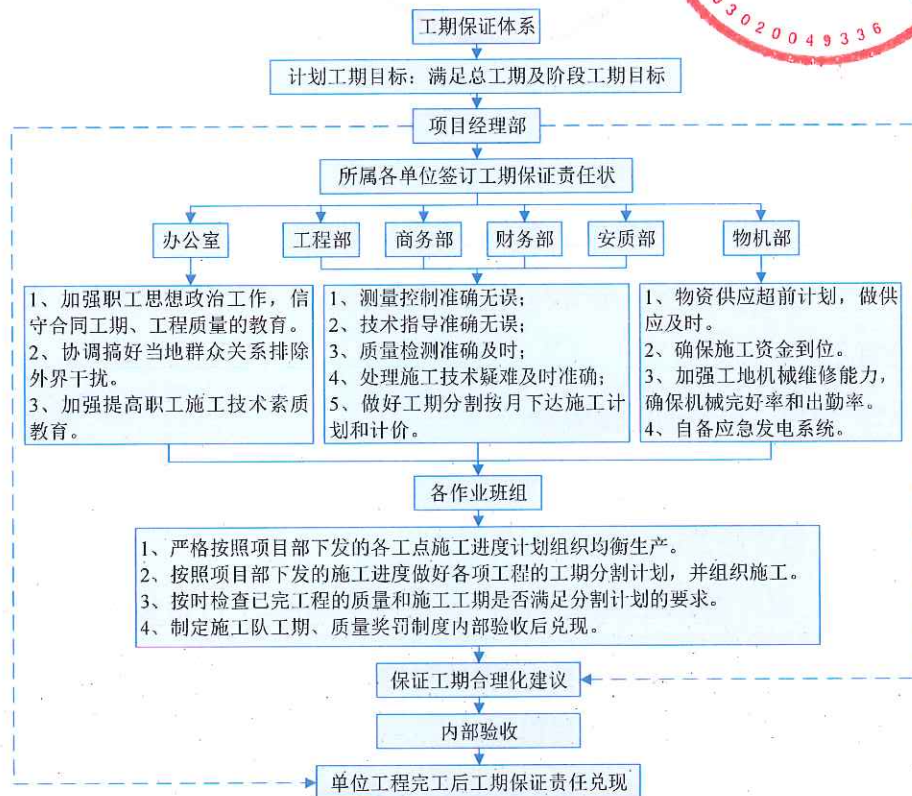 03020049336
工期保证体系
计划工期目标：满足总工期及阶段工期目标
项目经理部
所属各单位签订工期保证责任状
办公室 工程部 商务部 财务部 安质部 物机部
1、加强职工思想政治工作，信
守合同工期、工程质量的教育。
2、协调搞好当地群众关系排除
外界干扰。
3、加强提高职工施工技术素质
教育。
1、测量控制准确无误；
2、技术指导准确无误；
3、质量检测准确及时；
4、处理施工技术疑难及时准确；
5、做好工期分割按月下达施工计
划和计价。
1、物资供应超前计划，做供
应及时。
2、确保施工资金到位。
3、加强工地机械维修能力，
确保机械完好率和出勤率。
4、自备应急发电系统。
各作业班组
1、严格按照项目部下发的各工点施工进度计划组织均衡生产。
2、按照项目部下发的施工进度做好各项工程的工期分割计划，并组织施工。
3、按时检查已完工程的质量和施工工期是否满足分割计划的要求。
4、制定施工队工期、质量奖罚制度内部验收后兑现。
保证工期合理化建议
内部验收
单位工程完工后工期保证责任兑现